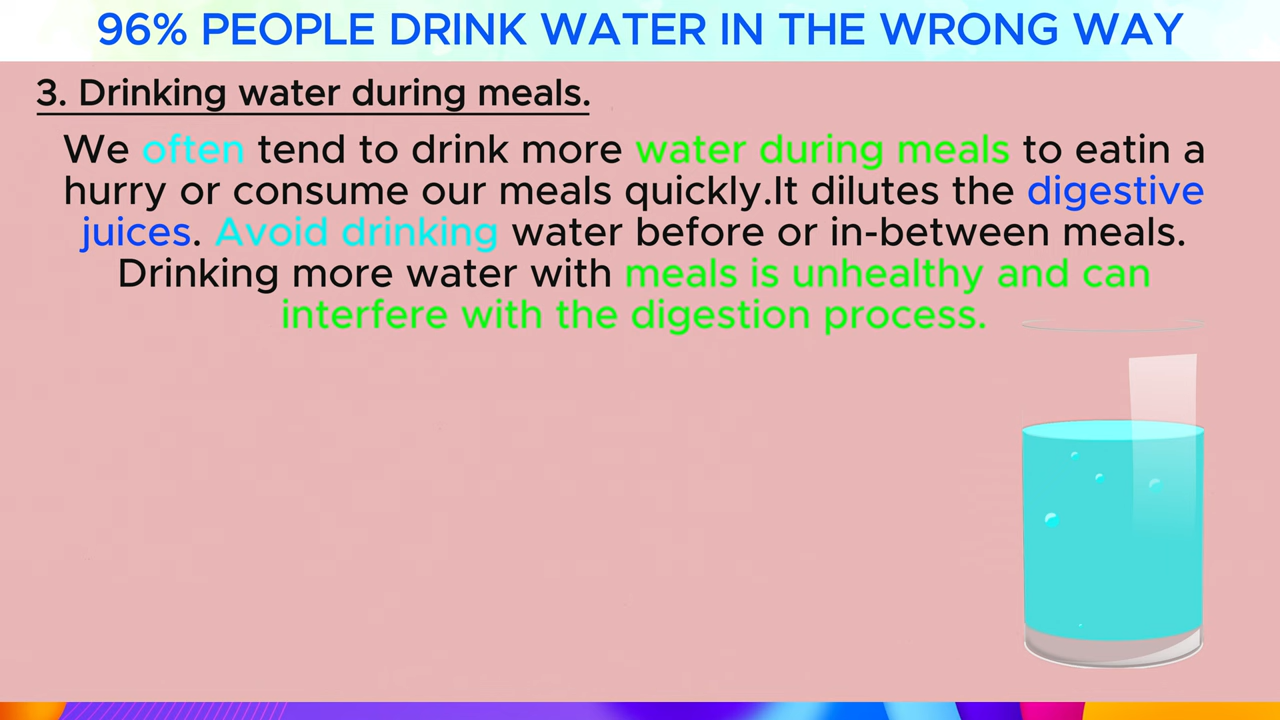 96% PEOPLE DRINK WATER IN THE WRONG WAY
3. Drinking water during meals.
We often tend to drink more water during meals to eatin a
hurry or consume our meals quickly.It dilutes the digestive
juices. Avoid drinking water before or in-between meals.
Drinking more water with meals is unhealthy and can
interfere with the digestion process.